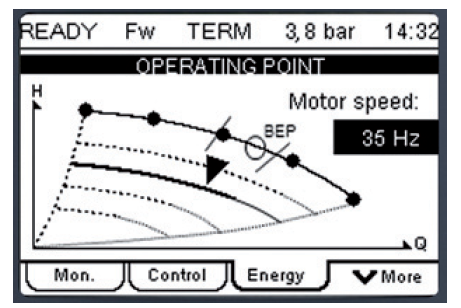 READY Fw TERM 3,8 bar 14:32
OPERATING POINT
H
Motor speed:
BEP
35 Hz
Q
Mon. Control Energy More